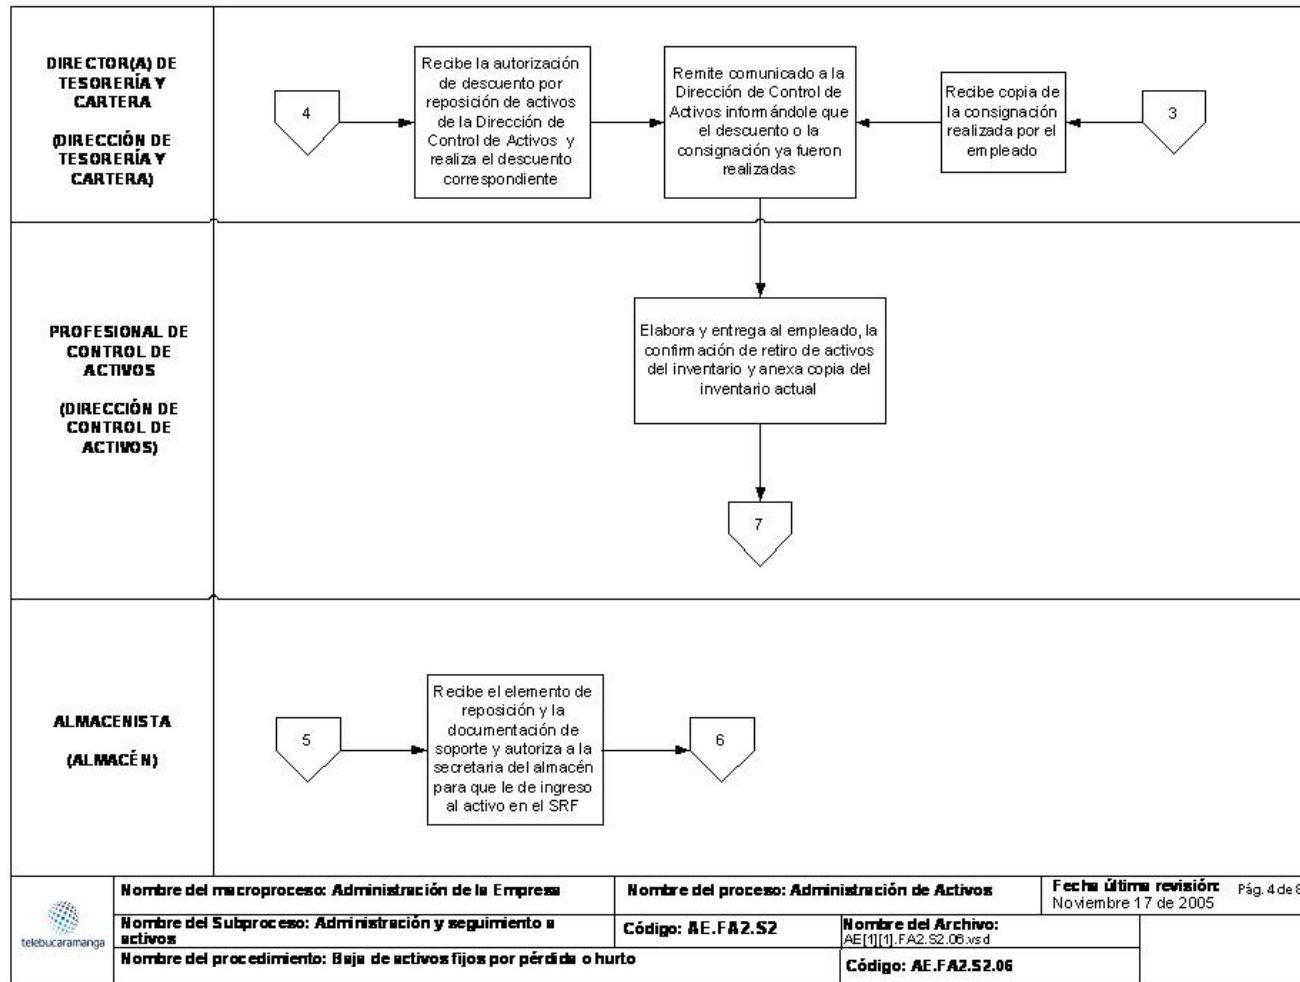 DIRECTOR(A) DE
TESORERÍA Y
CARTERA
(DIRECCIÓN DE
TESORERÍA Y
CARTERA)
4
Recibe la autorización
de descuento por
reposición de activos
de la Dirección de
Control de Activos y
realiza el descuento
correspondiente
Remite comunicado a la
Dirección de Control de
Activos informándole que
el descuento o la
consignación ya fueron
realizadas
Recibe copia de
la consignación
realizada por el
empleado
3
PROFESIONAL DE
CONTROL DE
ACTIVOS
(DIRECCIÓN DE
CONTROL DE
ACTIVOS)
Elabora y entrega al empleado, la
confirmación de retiro de activos
del inventario y anexa copia del
inventario actual
7
ALMACENISTA
(ALMACÉN)
5
Recibe el elemento de
reposición y la
documentación de
soporte y autoriza a la
secretaria del almacén
para que le de ingreso
al activo en el SRF
6
telebucaramanga
Nombre del macroproceso: Administración de la Empresa
Nombre del proceso: Administración de Activos
Fecha última revisión:
Noviembre 17 de 2005
Pág. 4 de 8
Nombre del Subproceso: Administración y seguimiento a
activos
Código: AE.FA2.S2
Nombre del Archivo:
AE[1][1].FA2.S2.06.vsd
Nombre del procedimiento: Baja de activos fijos por pérdida o hurto
Código: AE.FA2.S2.06